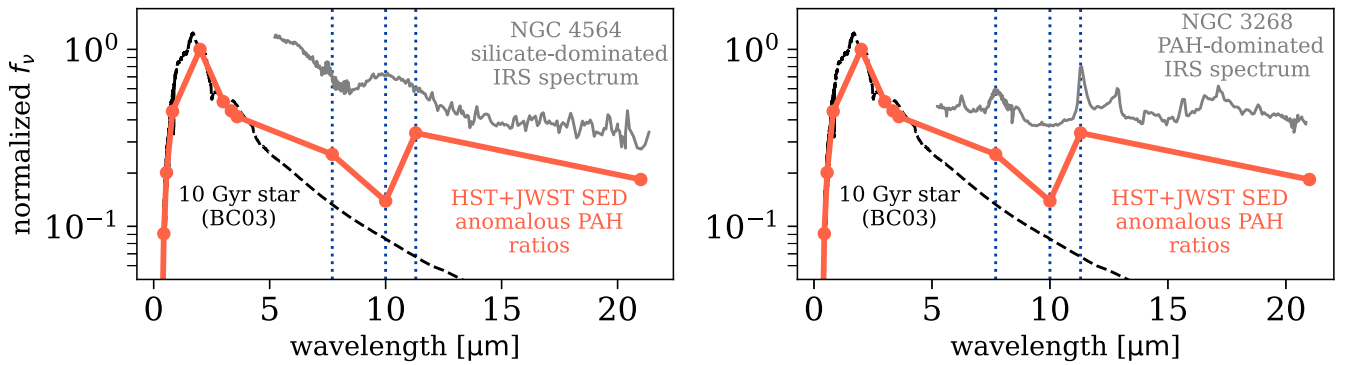 NGC 4564
silicate-dominated
IRS spectrum
10 Gyr star
(BC03)
HST+JWST SED
anomalous PAH
ratios
normalized fν
10⁰
10⁻¹
0 5 10 15 20
wavelength [μm]
NGC 3268
PAH-dominated
IRS spectrum
10 Gyr star
(BC03)
HST+JWST SED
anomalous PAH
ratios
10⁰
10⁻¹
0 5 10 15 20
wavelength [μm]